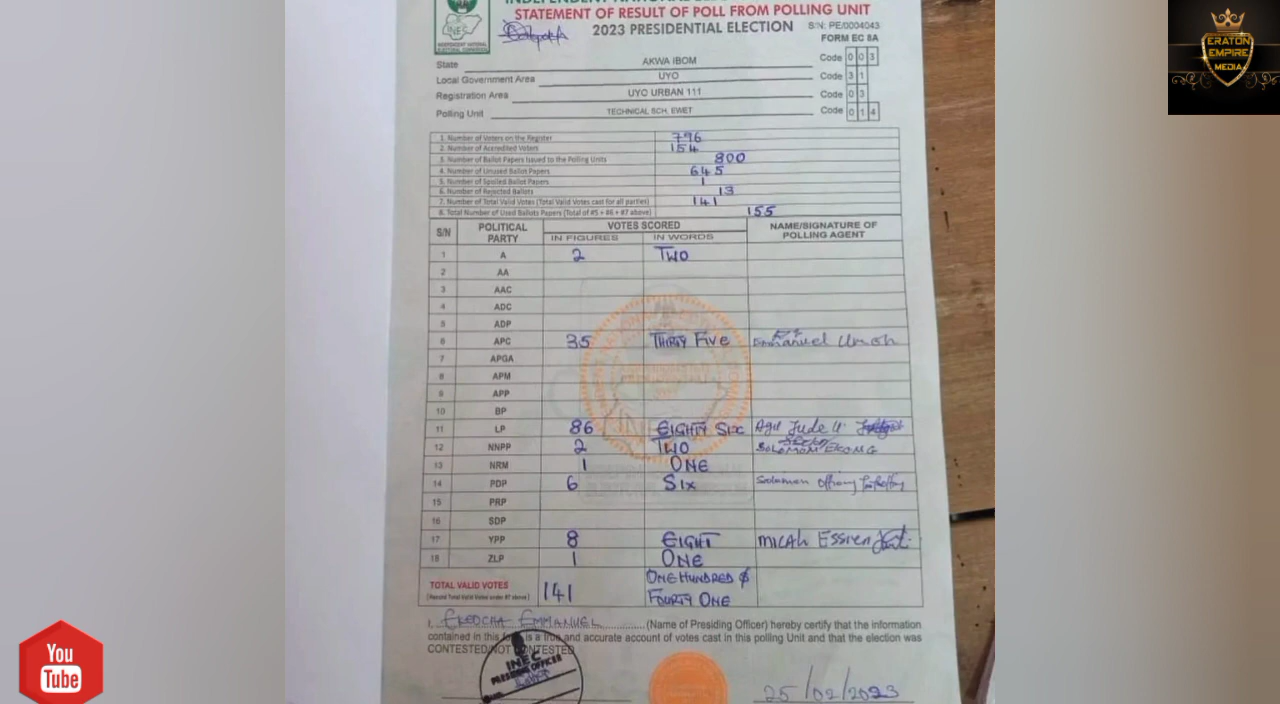 INDEPENDENT NATIONAL
STATEMENT OF RESULT OF POLL FROM POLLING UNIT
2023 PRESIDENTIAL ELECTION S/N: PE/0004043
FORM EC 8A
INEC
INDEPENDENT NATIONAL ELECTORAL COMMISSION
State AKWA IBOM Code 0 0 3
Local Government Area UYO Code 3 1
Registration Area UYO URBAN 111 Code 0 3
Polling Unit TECHNICAL SCH. EWET Code 0 1 4
1. Number of Voters on the Register 796
2. Number of Accredited Voters 154
3. Number of Ballot Papers Issued to the Polling Units 800
4. Number of Unused Ballot Papers 645
5. Number of Spoiled Ballot Papers 1
6. Number of Rejected Ballots 13
7. Number of Total Valid Votes (Total Valid Votes cast for all parties) 141
8. Total Number of Used Ballots Papers (Total of #5 + #6 + #7 above) 155
S/N POLITICAL PARTY VOTES SCORED NAME/SIGNATURE OF POLLING AGENT
IN FIGURES IN WORDS
1 A 2 TWO
2 AA
3 AAC
4 ADC
5 ADP
6 APC 35 THIRTY FIVE Emmanuel Umoh
7 APGA
8 APM
9 APP
10 BP
11 LP 86 EIGHTY SIX Agu Jude U.
12 NNPP 2 TWO SOLOMON EKONG
13 NRM 1 ONE
14 PDP 6 SIX Solomon
15 PRP
16 SDP
17 YPP 8 EIGHT MICAH ESSIEN
18 ZLP 1 ONE
TOTAL VALID VOTES 141 ONE HUNDRED & FOURTY ONE
I, EKEOCHA EMMANUEL (Name of Presiding Officer) hereby certify that the information
contained in this is a true and accurate account of votes cast in this polling Unit and that the election was
CONTESTED/NOT CONTESTED
INEC
PRESIDING OFFICER
25/02/2023
ERATON
EMPIRE
MEDIA
You
Tube